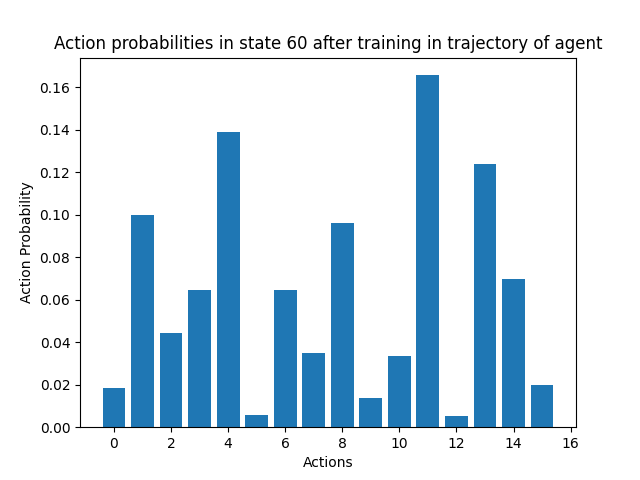 Action probabilities in state 60 after training in trajectory of agent
Action Probability
0.16
0.14
0.12
0.10
0.08
0.06
0.04
0.02
0.00
0 2 4 6 8 10 12 14 16
Actions